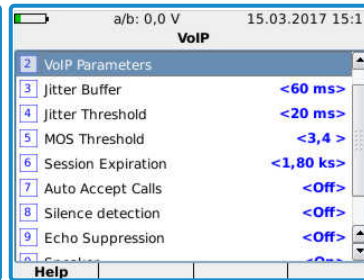 a/b: 0,0 V 15.03.2017 15:1
VoIP
2 VoIP Parameters
3 Jitter Buffer <60 ms>
4 Jitter Threshold <20 ms>
5 MOS Threshold <3,4 >
6 Session Expiration <1,80 ks>
7 Auto Accept Calls <Off>
8 Silence detection <Off>
9 Echo Suppression <Off>
Help